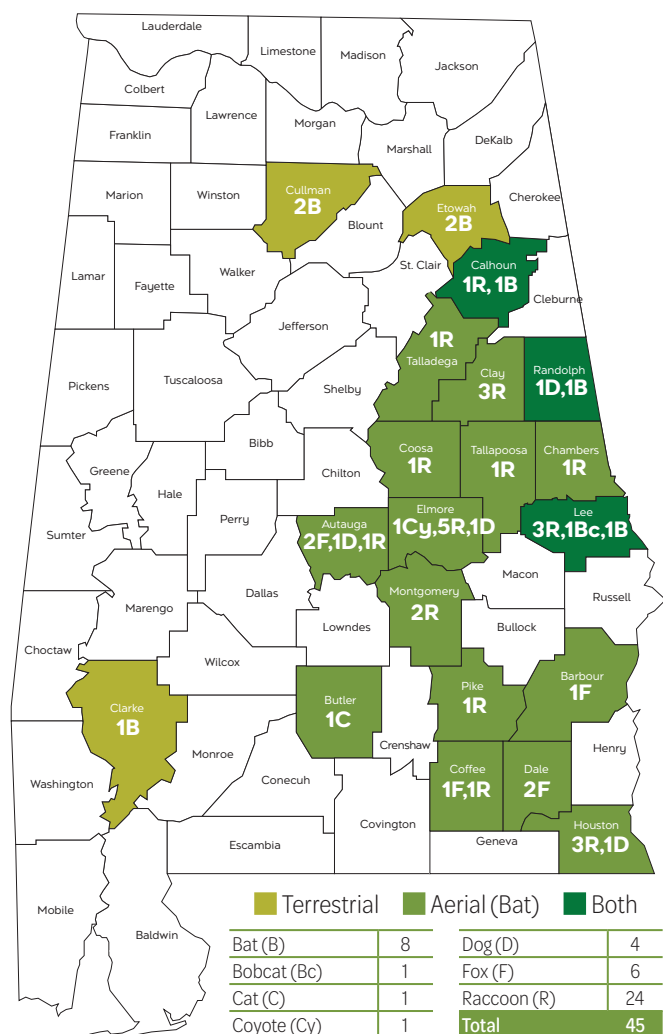 Lauderdale
Limestone
Madison
Jackson
Colbert
Lawrence
Morgan
Marshall
DeKalb
Franklin
Marion
Winston
Cullman
2B
Blount
Etowah
2B
Cherokee
Lamar
Fayette
Walker
St. Clair
Calhoun
1R, 1B
Cleburne
Jefferson
1R
Talladega
Clay
3R
Randolph
1D,1B
Pickens
Tuscaloosa
Shelby
Bibb
Chilton
Coosa
1R
Tallapoosa
1R
Chambers
1R
Greene
Hale
Perry
Sumter
Autauga
2F,1D,1R
Elmore
1Cy,5R,1D
Lee
3R,1Bc,1B
Macon
Russell
Marengo
Dallas
Lowndes
Montgomery
2R
Bullock
Choctaw
Wilcox
Clarke
1B
Butler
1C
Crenshaw
Pike
1R
Barbour
1F
Henry
Washington
Monroe
Conecuh
Covington
Coffee
1F,1R
Dale
2F
Houston
3R,1D
Escambia
Geneva
Mobile
Baldwin
Terrestrial Aerial (Bat) Both
Bat (B) 8
Bobcat (Bc) 1
Cat (C) 1
Coyote (Cy) 1
Dog (D) 4
Fox (F) 6
Raccoon (R) 24
Total 45